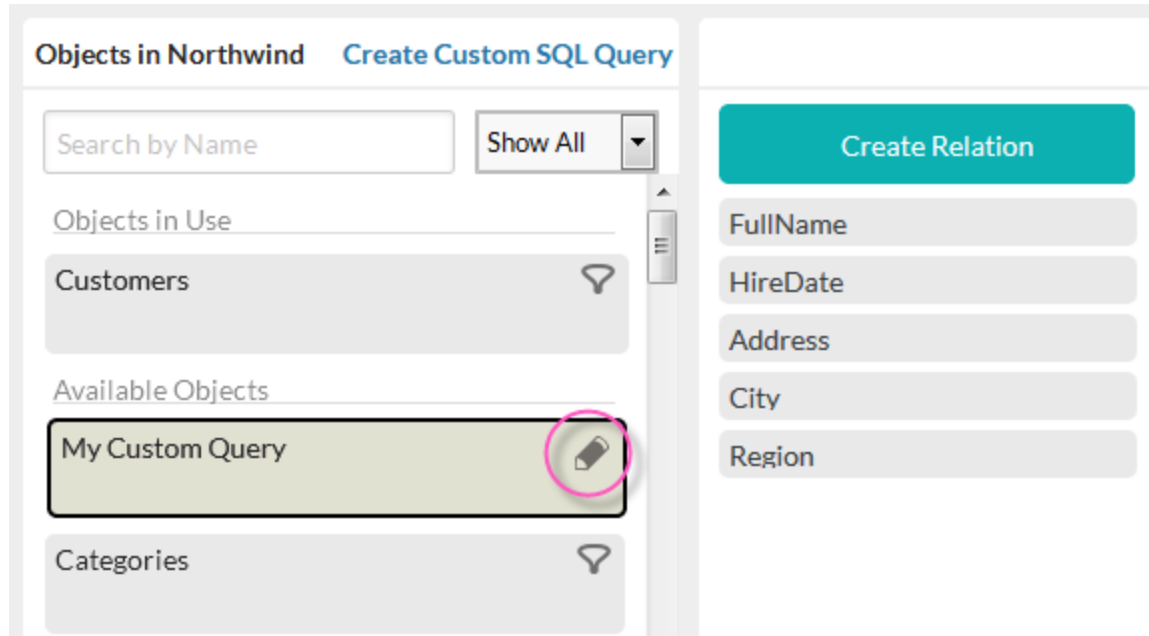 Objects in Northwind Create Custom SQL Query
Search by Name
Show All
Objects in Use
Customers
Available Objects
My Custom Query
Categories
Create Relation
FullName
HireDate
Address
City
Region